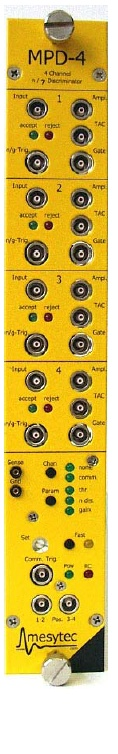 MPD-4
4 Channel
n / γ Discriminator
Input 1 Ampl.
TAC
accept reject
n/g-Trig Gate
Input 2 Ampl.
TAC
accept reject
n/g-Trig Gate
Input 3 Ampl.
TAC
accept reject
n/g-Trig Gate
Input 4 Ampl.
TAC
accept reject
n/g-Trig Gate
Sense Chan none
comm.
Gnd thr
Param n-dis.
gain
Set Fast
Comm. Trig. Pow RC
1-2 Pos. 3-4
mesytec